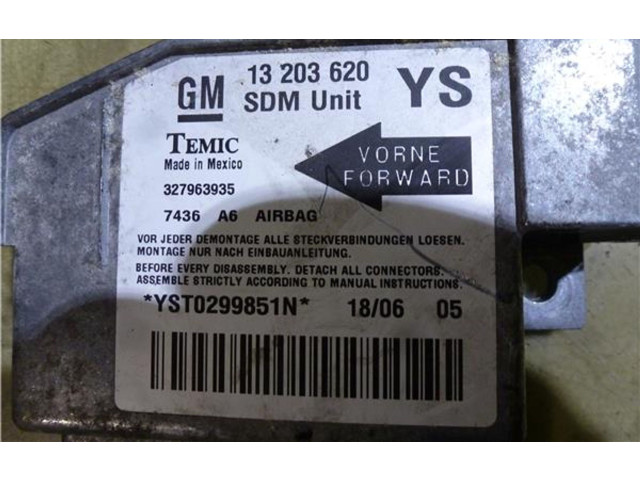 GM 13 203 620 YS
SDM Unit
TEMIC
Made in Mexico
VORNE
FORWARD
327963935
7436 A6 AIRBAG
VOR JEDER DEMONTAGE ALLE STECKVERBINDUNGEN LOESEN.
MONTAGE NUR NACH EINBAUANLEITUNG.
BEFORE EVERY DISASSEMBLY. DETACH ALL CONNECTORS.
ASSEMBLE STRICTLY ACCORDING TO MANUAL INSTRUCTIONS.
*YST0299851N* 18/06 05